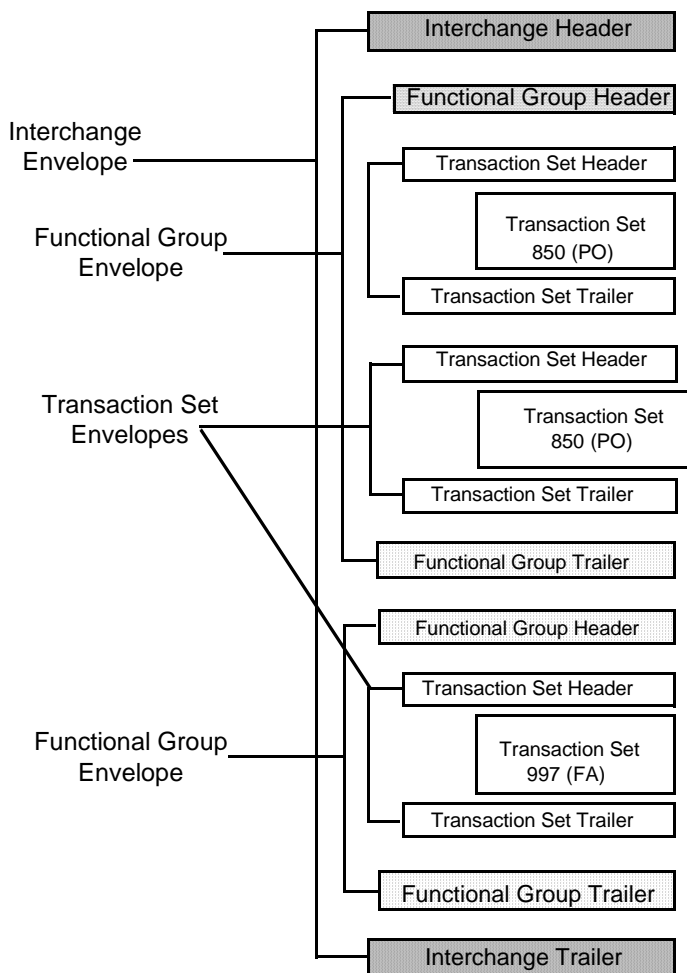 Interchange Header
Functional Group Header
Interchange
Envelope
Transaction Set Header
Transaction Set
850 (PO)
Functional Group
Envelope
Transaction Set Trailer
Transaction Set Header
Transaction Set
Envelopes
Transaction Set
850 (PO)
Transaction Set Trailer
Functional Group Trailer
Functional Group Header
Transaction Set Header
Functional Group
Envelope
Transaction Set
997 (FA)
Transaction Set Trailer
Functional Group Trailer
Interchange Trailer